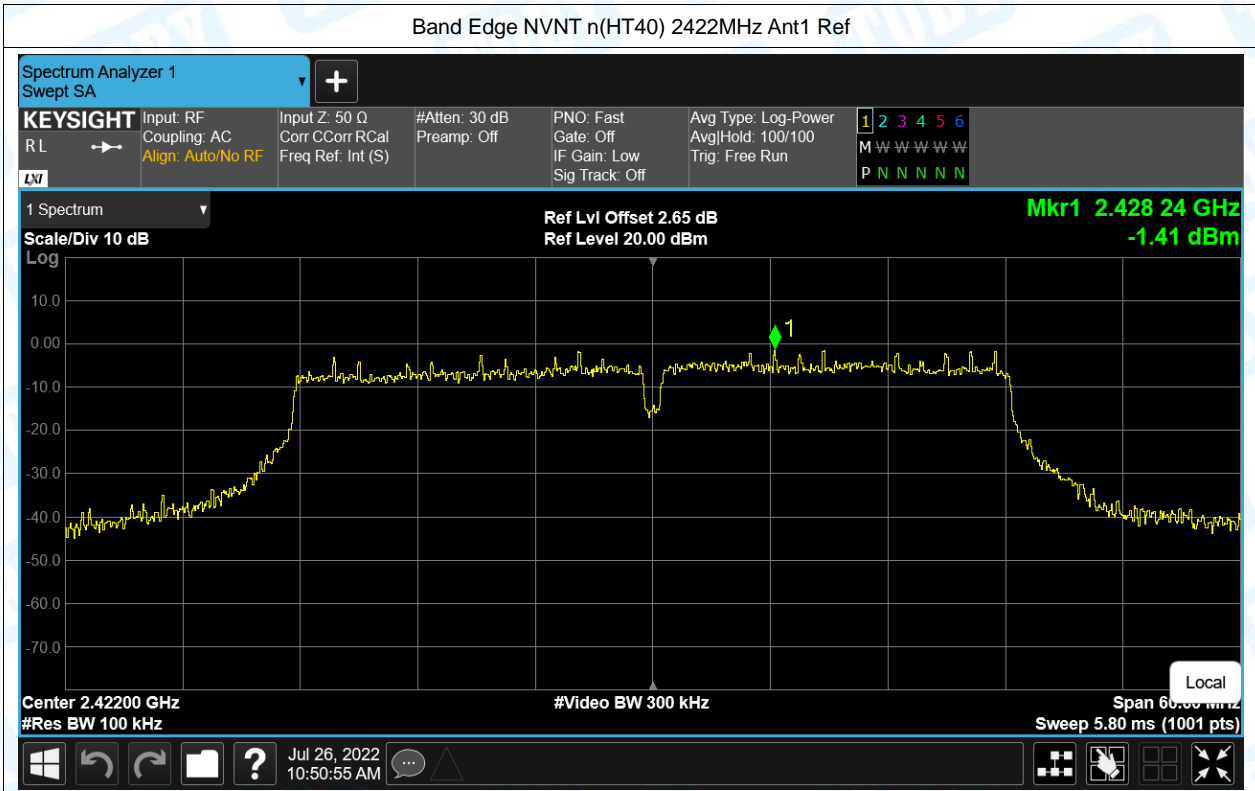 Band Edge NVNT n(HT40) 2422MHz Ant1 Ref
Spectrum Analyzer 1
Swept SA
+
KEYSIGHT
R L
LXI
Input: RF
Coupling: AC
Align: Auto/No RF
Input Z: 50 Ω
Corr CCorr RCal
Freq Ref: Int (S)
#Atten: 30 dB
Preamp: Off
PNO: Fast
Gate: Off
IF Gain: Low
Sig Track: Off
Avg Type: Log-Power
Avg|Hold: 100/100
Trig: Free Run
1 2 3 4 5 6
M W W W W W
P N N N N N
1 Spectrum
Scale/Div 10 dB
Ref Lvl Offset 2.65 dB
Ref Level 20.00 dBm
Mkr1 2.428 24 GHz
-1.41 dBm
Log
10.0
0.00
-10.0
-20.0
-30.0
-40.0
-50.0
-60.0
-70.0
1
Local
Center 2.42200 GHz
#Res BW 100 kHz
#Video BW 300 kHz
Span 60.00 MHz
Sweep 5.80 ms (1001 pts)
?
Jul 26, 2022
10:50:55 AM